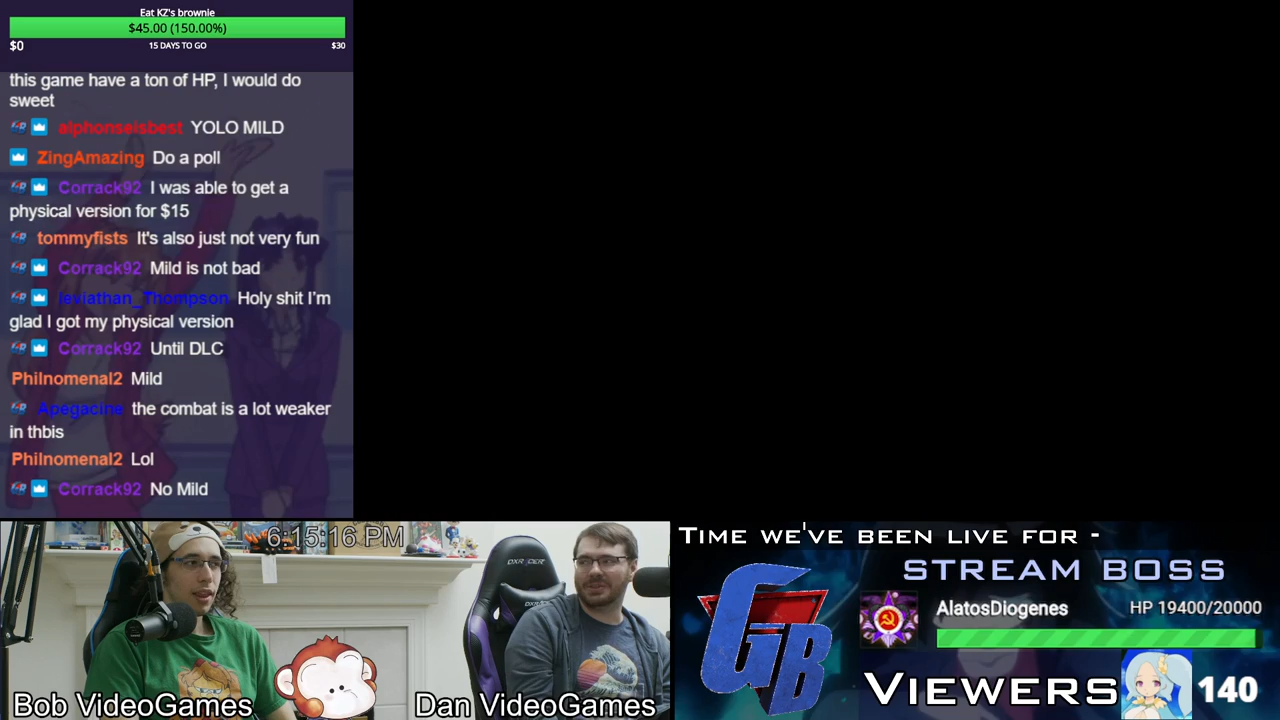 Eat KZ's brownie
$45.00 (150.00%)
$0 15 DAYS TO GO $30
this game have a ton of HP, I would do
sweet
alphonseisbest YOLO MILD
ZingAmazing Do a poll
Corrack92 I was able to get a
physical version for $15
tommyfists It's also just not very fun
Corrack92 Mild is not bad
leviathan_Thompson Holy shit I'm
glad I got my physical version
Corrack92 Until DLC
Philnomenal2 Mild
Apegacine the combat is a lot weaker
in thbis
Philnomenal2 Lol
Corrack92 No Mild
6:15:16 PM
DXRACER
Bob VideoGames
Dan VideoGames
TIME WE'VE BEEN LIVE FOR -
STREAM BOSS
AlatosDiogenes HP 19400/20000
GB
VIEWERS 140